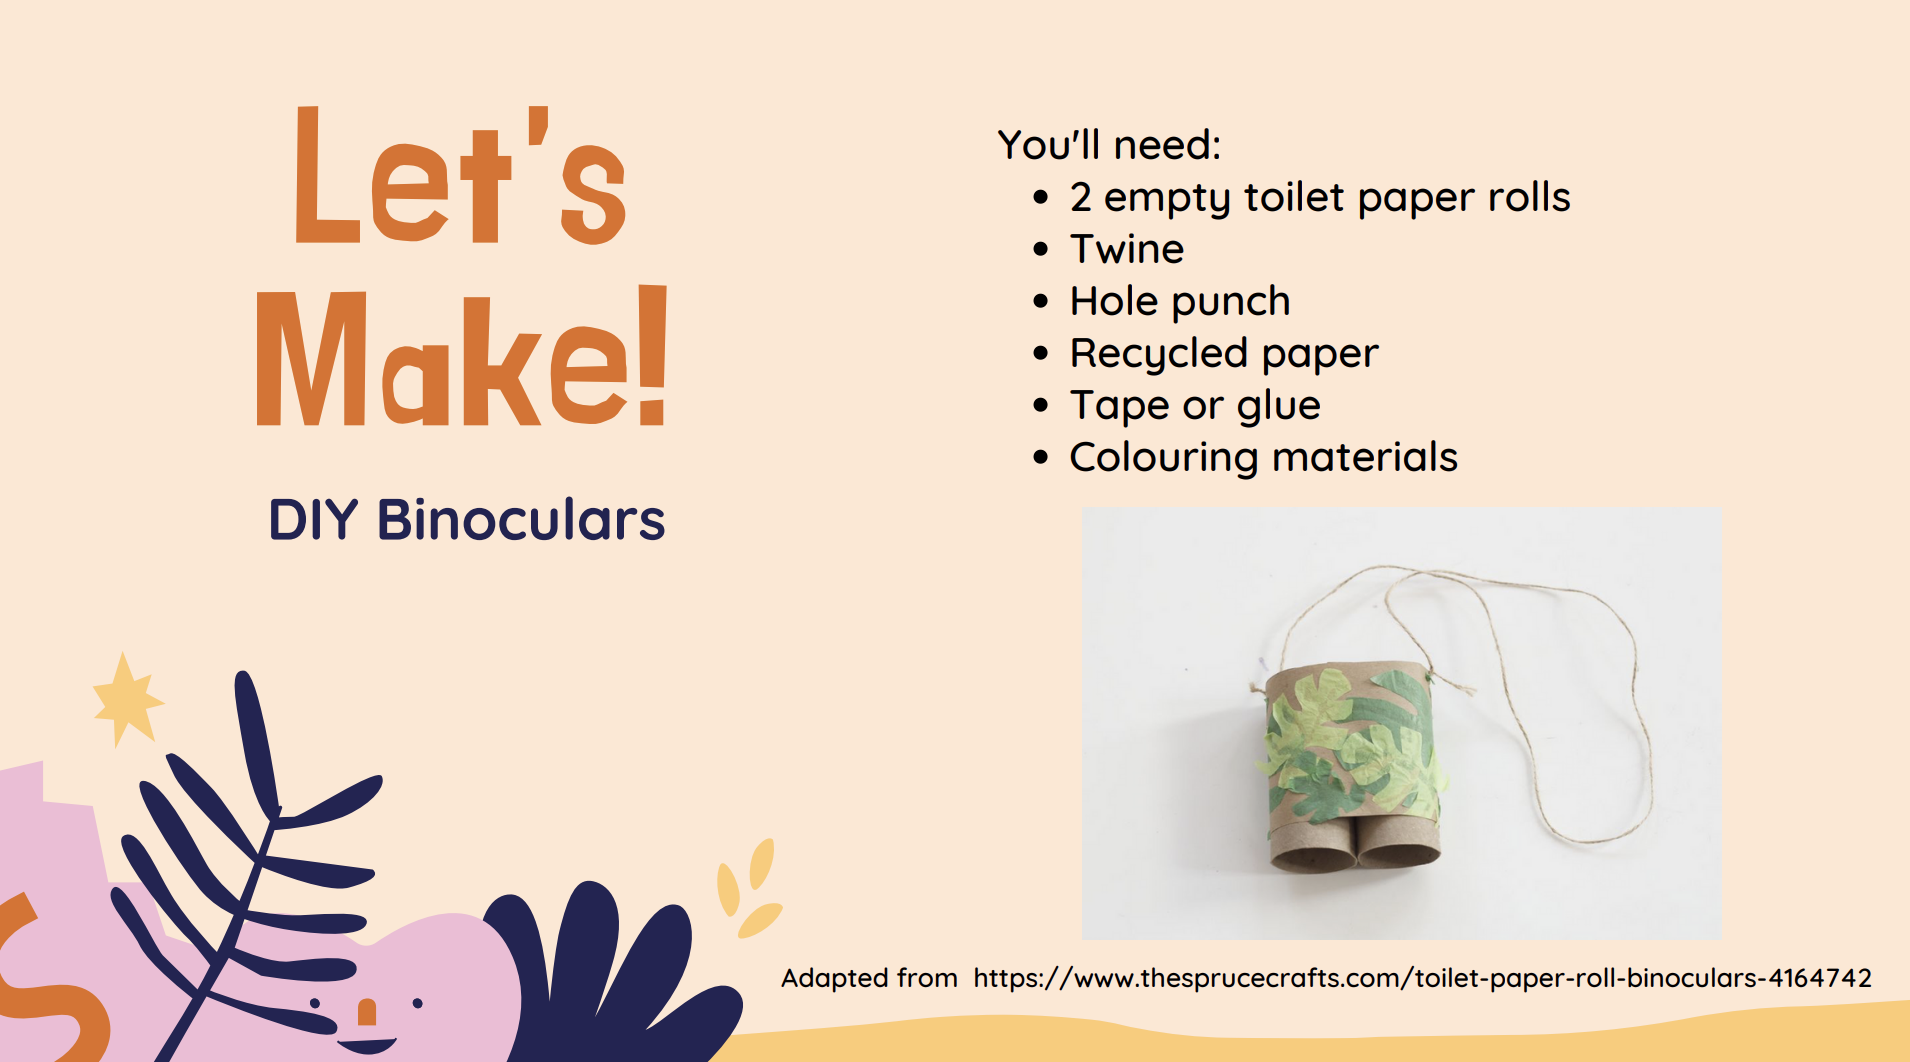 Let's
Make!
DIY Binoculars
You'll need:
• 2 empty toilet paper rolls
• Twine
• Hole punch
• Recycled paper
• Tape or glue
• Colouring materials
Adapted from https://www.thesprucecrafts.com/toilet-paper-roll-binoculars-4164742